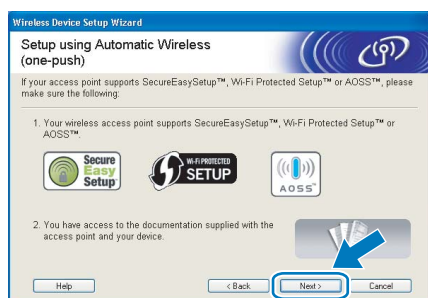 Wireless Device Setup Wizard
Setup using Automatic Wireless
(one-push)
If your access point supports SecureEasySetup™, Wi-Fi Protected Setup™ or AOSS™, please
make sure the following:
1. Your wireless access point supports SecureEasySetup™, Wi-Fi Protected Setup™ or
AOSS™.
Secure
Easy
Setup
WI-FI PROTECTED
SETUP
AOSS™
2. You have access to the documentation supplied with the
access point and your device.
Help
< Back
Next >
Cancel